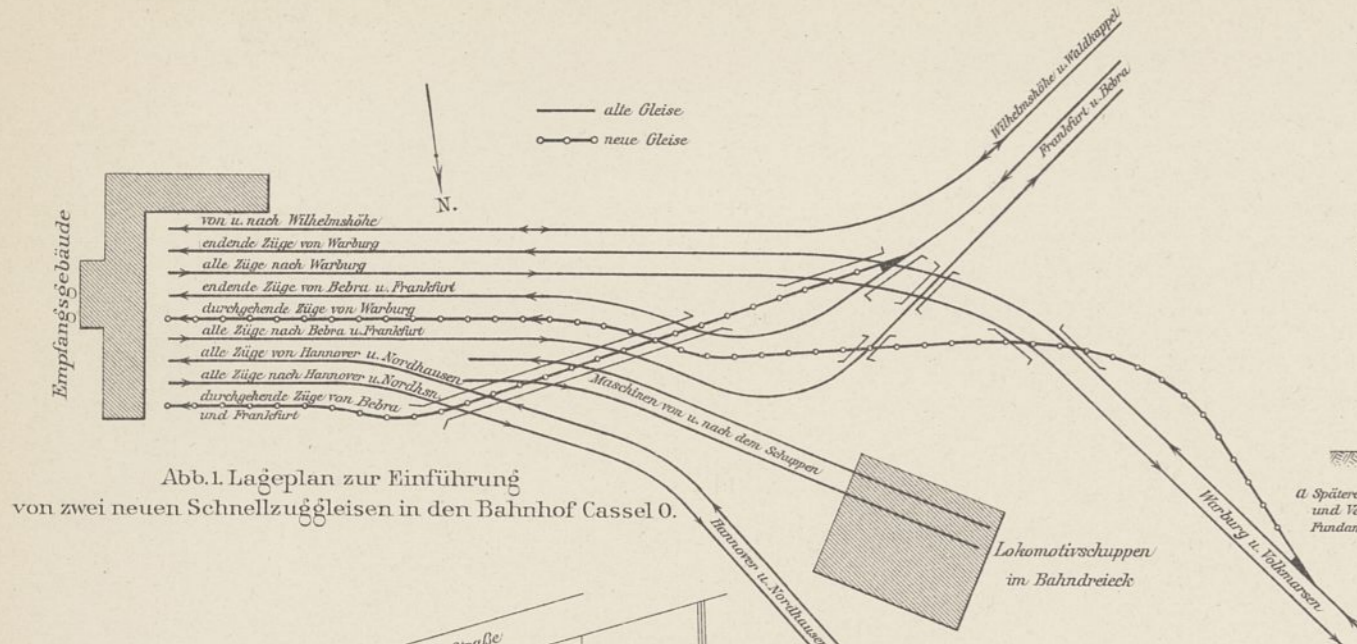 alte Gleise
neue Gleise
N.
Empfangsgebäude
von u. nach Wilhelmshöhe
endende Züge von Warburg
alle Züge nach Warburg
endende Züge von Bebra u. Frankfurt
durchgehende Züge von Warburg
alle Züge nach Bebra u. Frankfurt
alle Züge von Hannover u. Nordhausen
alle Züge nach Hannover u. Nordhsn.
durchgehende Züge von Bebra
und Frankfurt
Wilhelmshöhe u. Waldkappel
Frankfurt u. Bebra
Maschinen von u. nach dem Schuppen
Abb. 1. Lageplan zur Einführung
von zwei neuen Schnellzuggleisen in den Bahnhof Cassel O.
Hannover u. Nordhausen
Lokomotivschuppen
im Bahndreieck
Warburg u. Volkmarsen
a Spätere
und